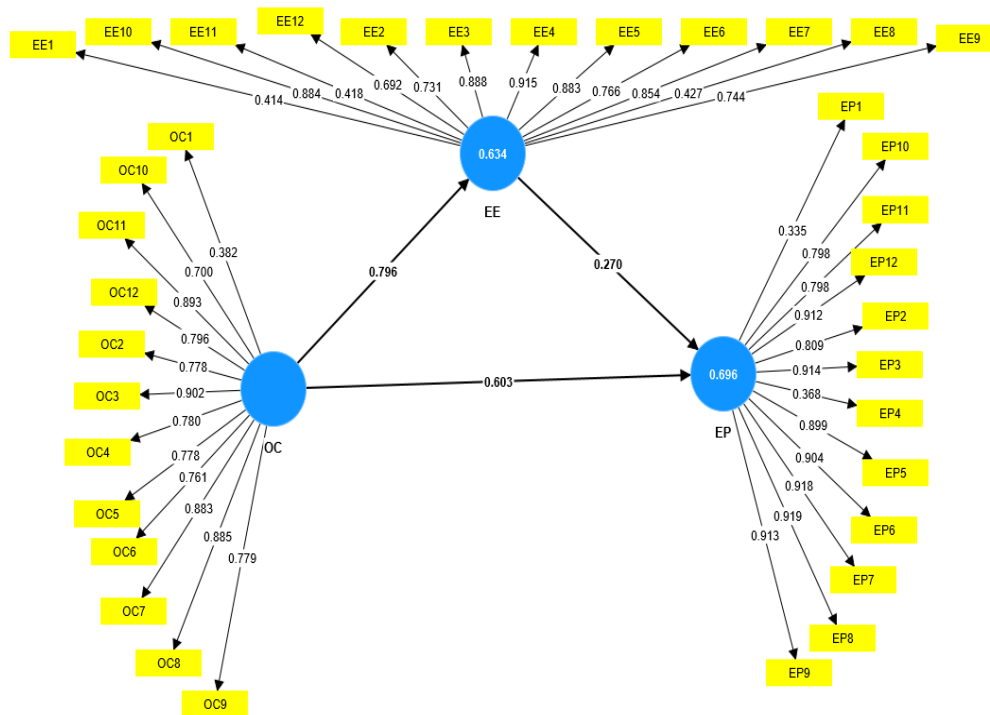 EE1
EE10
EE11
EE12
EE2
EE3
EE4
EE5
EE6
EE7
EE8
EE9
0.414
0.884
0.418
0.692
0.731
0.888
0.915
0.883
0.766
0.854
0.427
0.744
0.634
EE
OC1
OC10
OC11
OC12
OC2
OC3
OC4
OC5
OC6
OC7
OC8
OC9
0.382
0.700
0.893
0.796
0.778
0.902
0.780
0.778
0.761
0.883
0.885
0.779
OC
0.796
0.270
0.603
0.696
EP
EP1
EP10
EP11
EP12
EP2
EP3
EP4
EP5
EP6
EP7
EP8
EP9
0.335
0.798
0.798
0.912
0.809
0.914
0.368
0.899
0.904
0.918
0.919
0.913